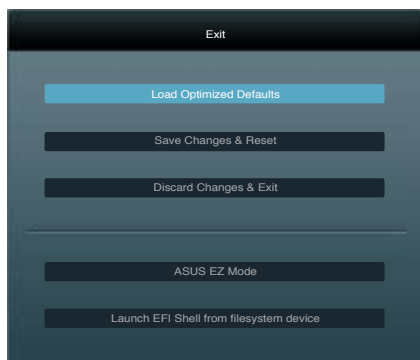 Exit
Load Optimized Defaults
Save Changes & Reset
Discard Changes & Exit
ASUS EZ Mode
Launch EFI Shell from filesystem device